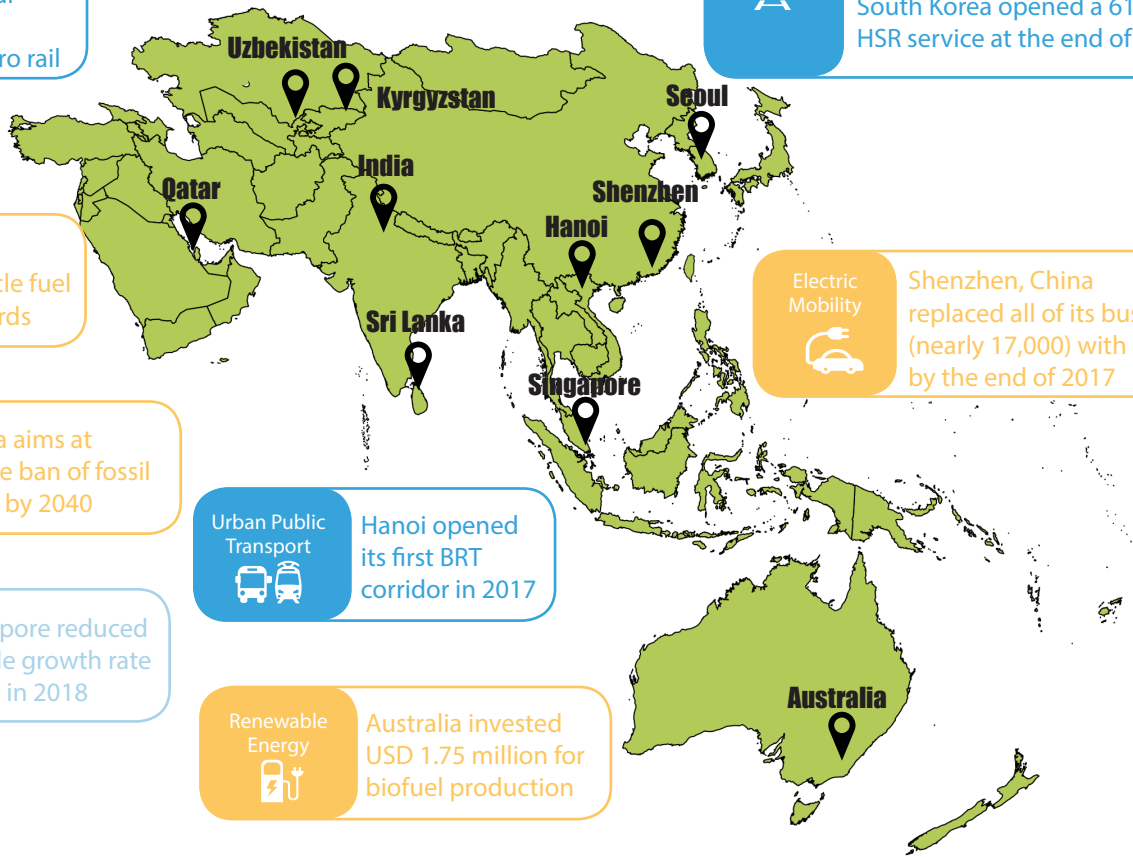 ro rail
South Korea opened a 61
HSR service at the end of
Uzbekistan
Kyrgyzstan
Seoul
India
Qatar
Shenzhen
Hanoi
cle fuel
rds
Electric
Mobility
Shenzhen, China
replaced all of its bus
(nearly 17,000) with
by the end of 2017
Sri Lanka
Singapore
a aims at
e ban of fossil
by 2040
Urban Public
Transport
Hanoi opened
its first BRT
corridor in 2017
pore reduced
le growth rate
in 2018
Australia
Renewable
Energy
Australia invested
USD 1.75 million for
biofuel production